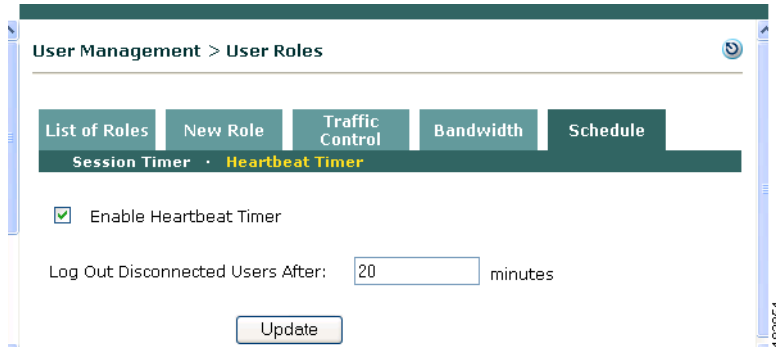 User Management > User Roles
List of Roles New Role Traffic Control Bandwidth Schedule
Session Timer · Heartbeat Timer
Enable Heartbeat Timer
Log Out Disconnected Users After: 20 minutes
Update